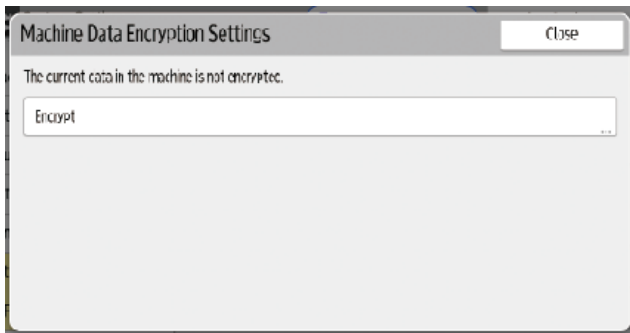 Machine Data Encryption Settings
Close
The current data in the machine is not encrypted.
Encrypt
...